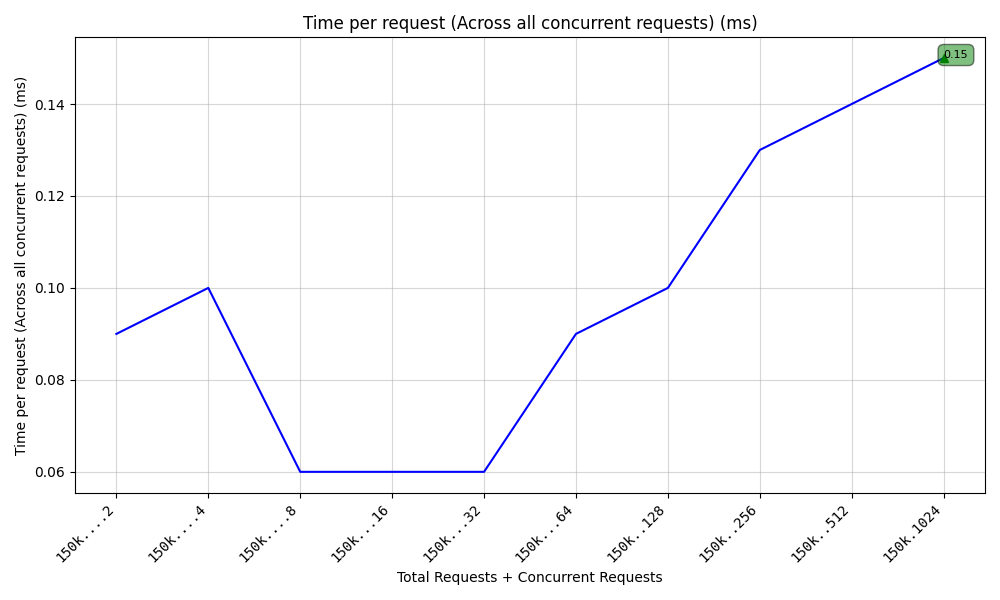 Time per request (Across all concurrent requests) (ms)
0.15
Time per request (Across all concurrent requests) (ms)
0.14
0.12
0.10
0.08
0.06
150k....2
150k....4
150k....8
150k...16
150k...32
150k...64
150k..128
150k..256
150k..512
150k.1024
Total Requests + Concurrent Requests